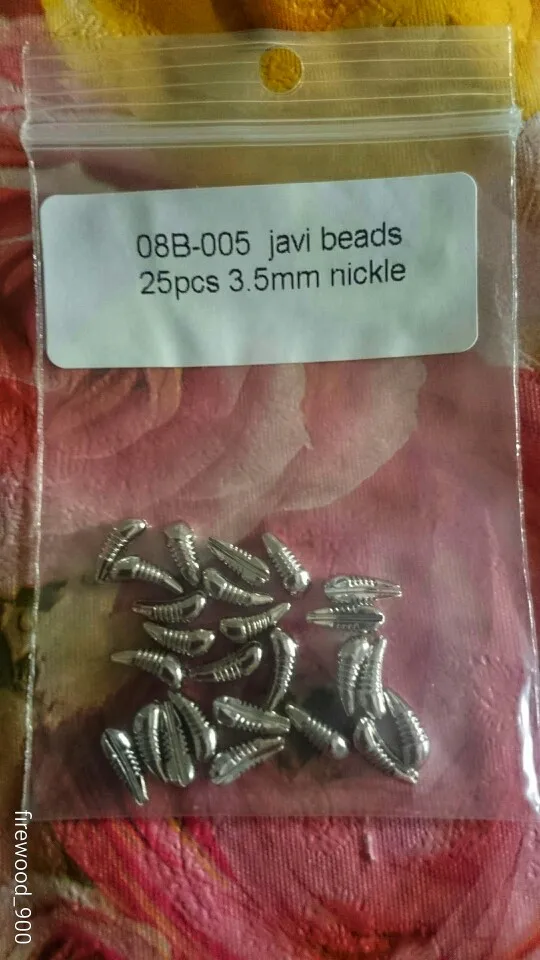 08B-005 javi beads
25pcs 3.5mm nickle
firewood_900